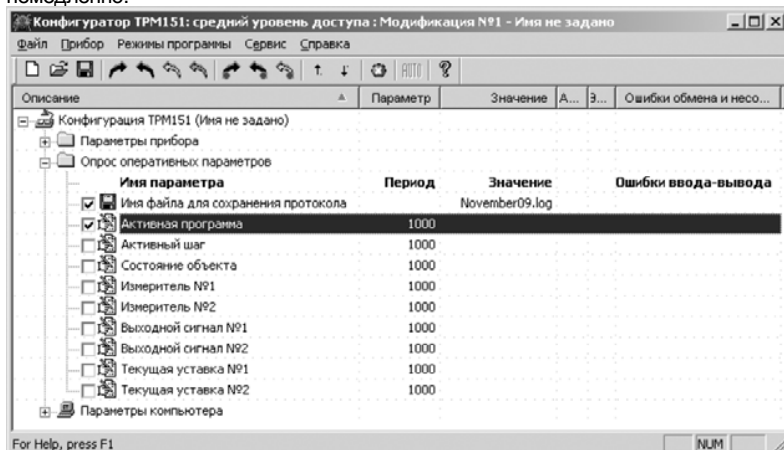 немедленно.
Конфигуратор ТРМ151: средний уровень доступа : Модификация №1 - Имя не задано
Файл Прибор Режимы программы Сервис Справка
AUTO ?
Описание Параметр Значение А... Э... Ошибки обмена и несо...
Конфигурация ТРМ151 (Имя не задано)
Параметры прибора
Опрос оперативных параметров
Имя параметра Период Значение Ошибки ввода-вывода
Имя файла для сохранения протокола November09.log
Активная программа 1000
Активный шаг 1000
Состояние объекта 1000
Измеритель №1 1000
Измеритель №2 1000
Выходной сигнал №1 1000
Выходной сигнал №2 1000
Текущая уставка №1 1000
Текущая уставка №2 1000
Параметры компьютера
For Help, press F1 NUM